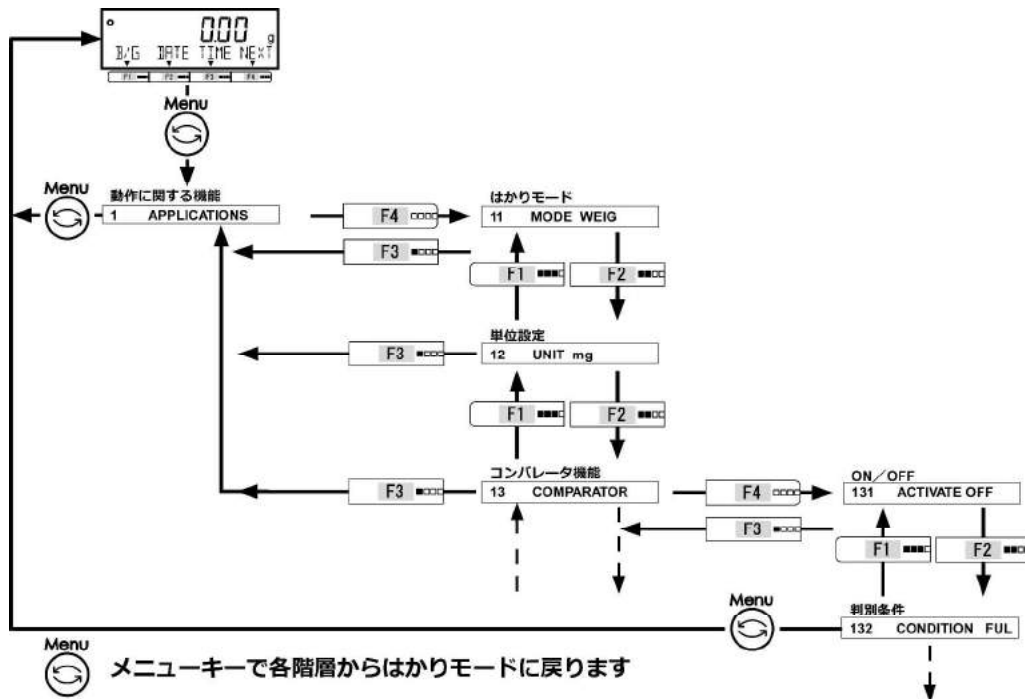 0.00 g
B/G DATE TIME NEXT
F1 F2 F3 F4
Menu
Menu
動作に関する機能
1 APPLICATIONS
F4
はかりモード
11 MODE WEIG
F3
F1
F2
単位設定
F3
12 UNIT mg
F1
F2
コンパレータ機能
F3
13 COMPARATOR
F4
ON/OFF
131 ACTIVATE OFF
F3
F1
F2
Menu
判別条件
132 CONDITION FUL
Menu
メニューキーで各階層からはかりモードに戻ります